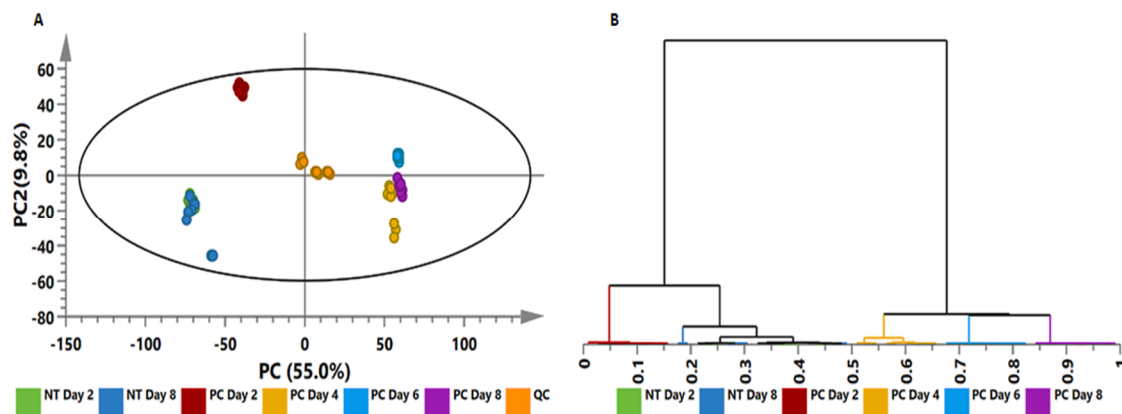 A
B
60
40
20
0
-20
-40
-60
-80
PC2(9.8%)
-150
-100
-50
0
50
100
PC (55.0%)
0
0.1
0.2
0.3
0.4
0.5
0.6
0.7
0.8
0.9
1
NT Day 2
NT Day 8
PC Day 2
PC Day 4
PC Day 6
PC Day 8
QC
NT Day 2
NT Day 8
PC Day 2
PC Day 4
PC Day 6
PC Day 8